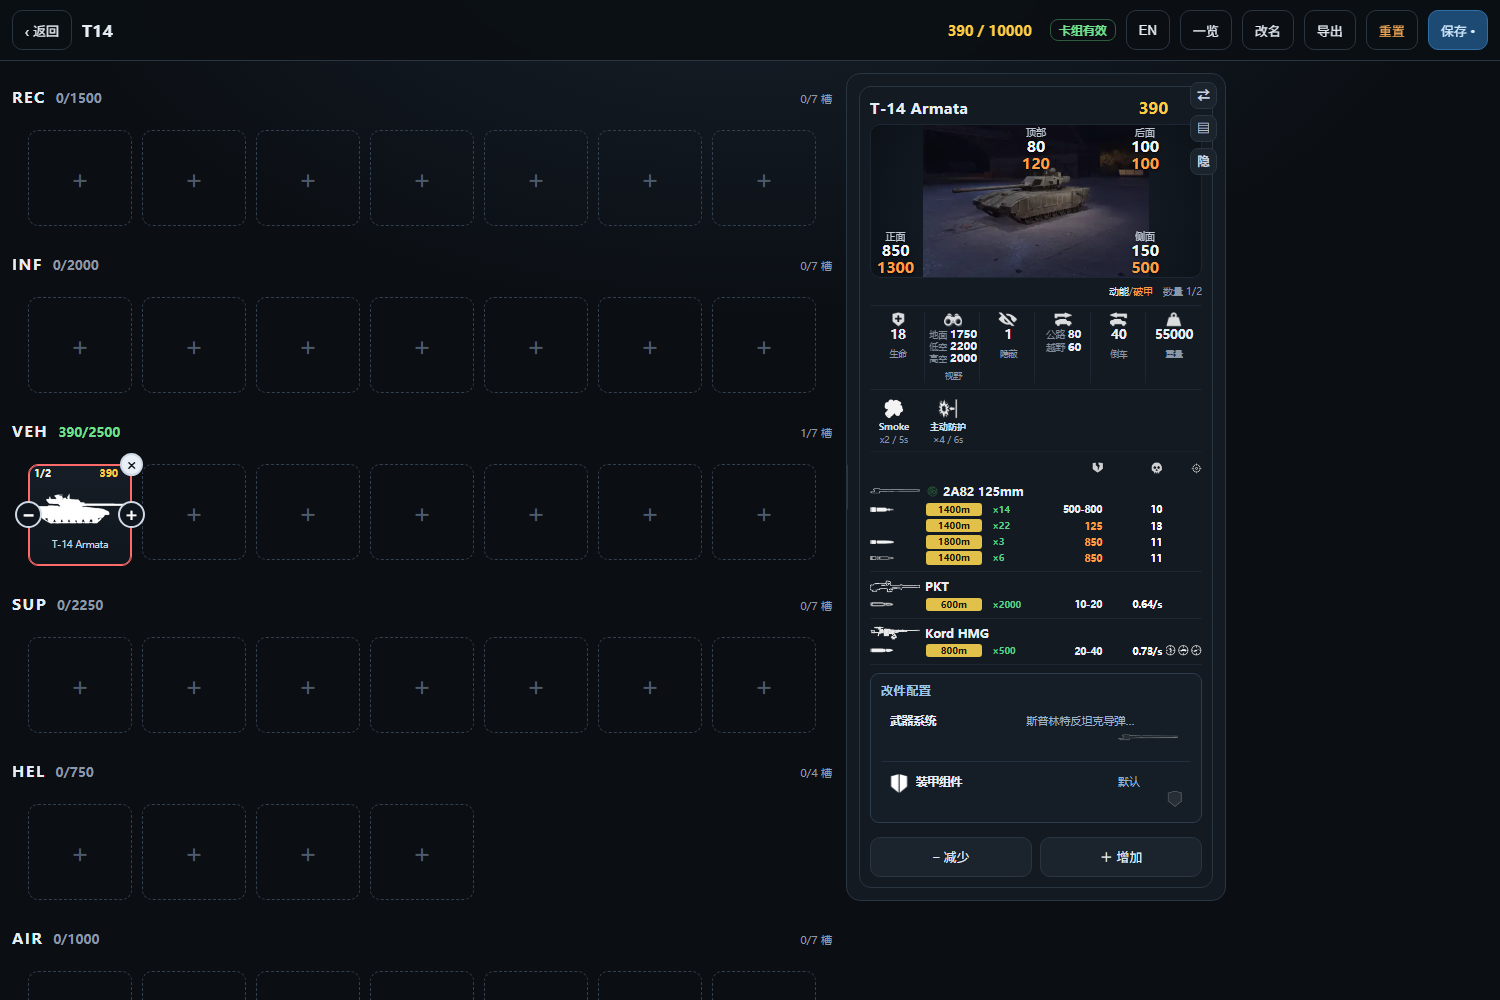 ‹ 返回 T14 390 / 10000 卡组有效 EN 一览 改名 导出 重置 保存 •
REC 0/1500 0/7 槽
INF 0/2000 0/7 槽
VEH 390/2500 1/7 槽
1/2 390 ×
− +
T-14 Armata
SUP 0/2250 0/7 槽
HEL 0/750 0/4 槽
AIR 0/1000 0/7 槽
T-14 Armata 390
隐
顶部
80
120
后面
100
100
正面
850
1300
侧面
150
500
动能/破甲 数量 1/2
18
生命
地面 1750
低空 2200
高空 2000
视野
1
隐蔽
公路 80
越野 60
40
倒车
55000
重量
Smoke
x2 / 5s
主动防护
×4 / 6s
2A82 125mm
1400m x14 500-800 10
1400m x22 125 13
1800m x3 850 11
1400m x6 850 11
PKT
600m x2000 10-20 0.64/s
Kord HMG
800m x500 20-40 0.73/s
改件配置
武器系统 斯普林特反坦克导弹...
装甲组件 默认
− 减少 + 增加